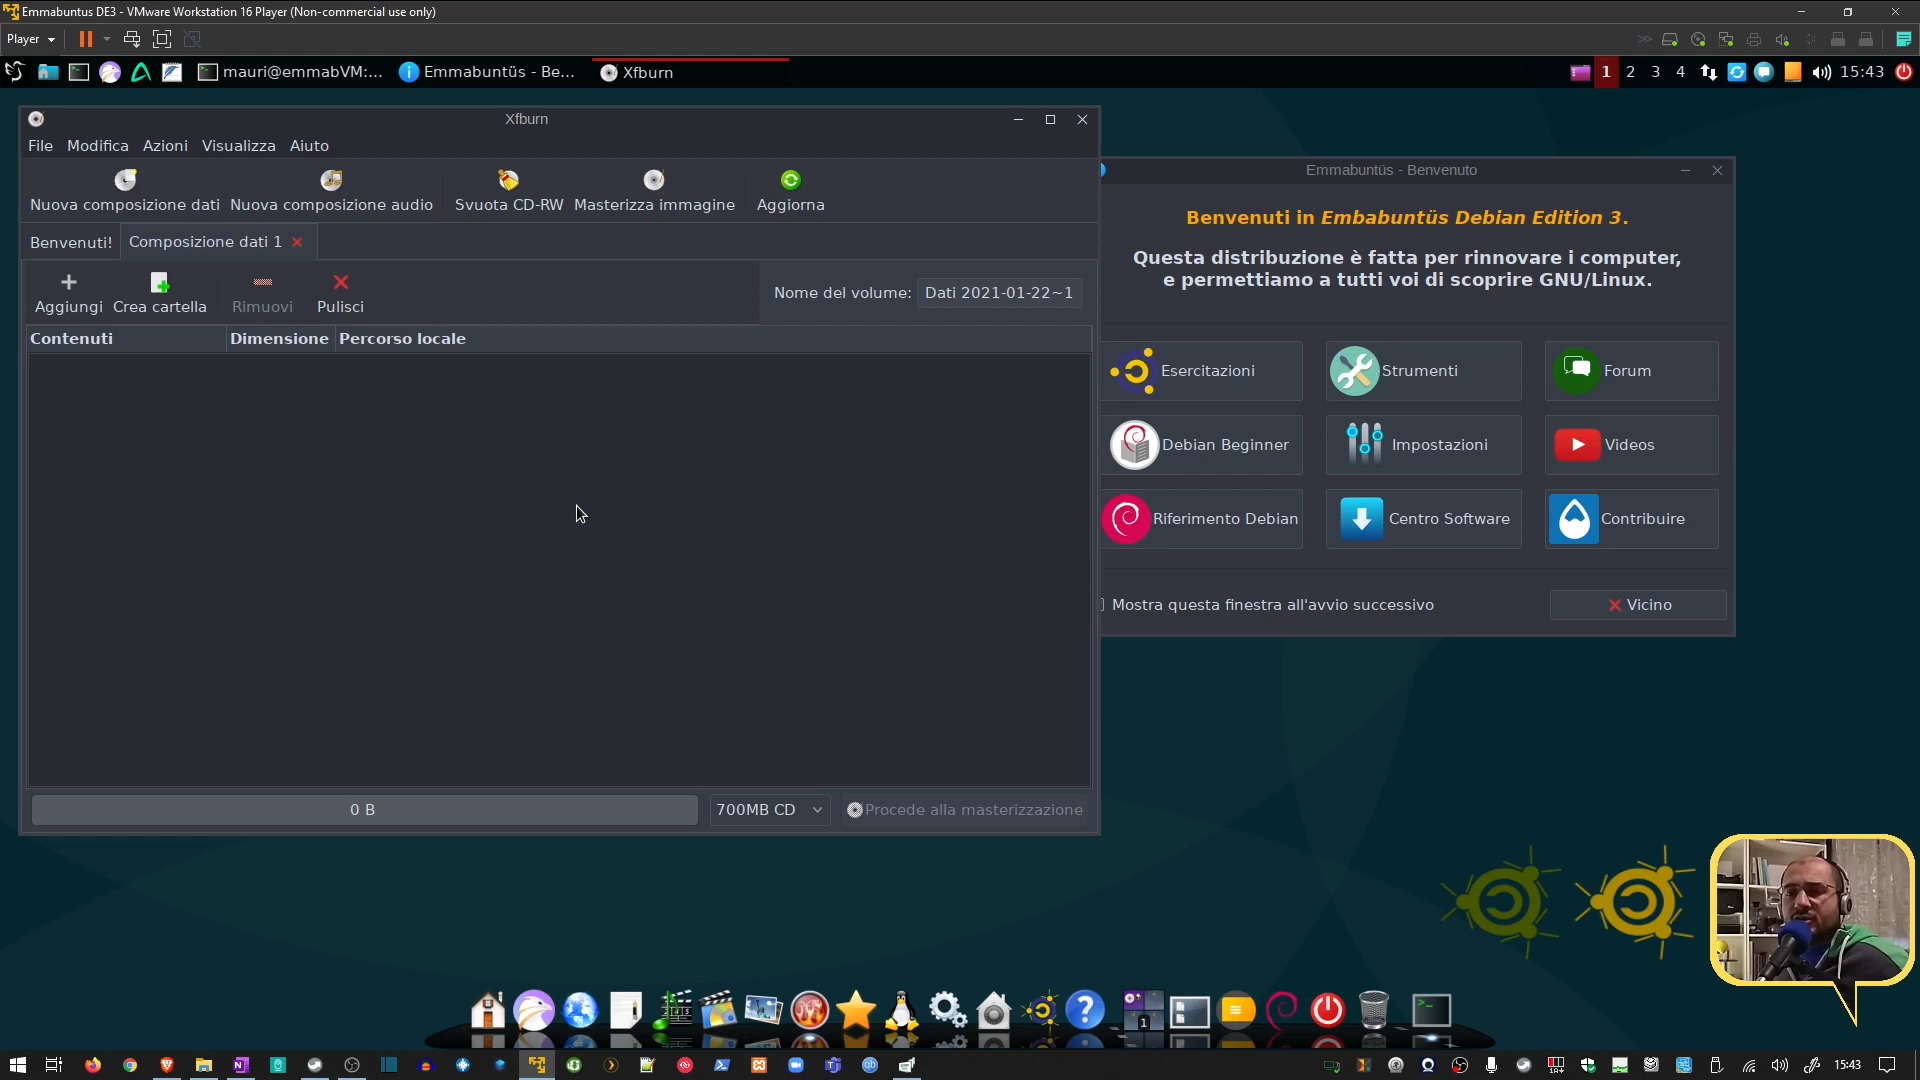 Emmabuntus DE3 - VMware Workstation 16 Player (Non-commercial use only)
Player
mauri@emmabVM:...
Emmabuntüs - Be...
Xfburn
1 2 3 4
15:43
Xfburn
File Modifica Azioni Visualizza Aiuto
Nuova composizione dati Nuova composizione audio Svuota CD-RW Masterizza immagine Aggiorna
Benvenuti! Composizione dati 1
Aggiungi Crea cartella Rimuovi Pulisci
Nome del volume: Dati 2021-01-22~1
Contenuti Dimensione Percorso locale
0 B 700MB CD Procede alla masterizzazione
Emmabuntüs - Benvenuto
Benvenuti in Embabuntüs Debian Edition 3.
Questa distribuzione è fatta per rinnovare i computer,
e permettiamo a tutti voi di scoprire GNU/Linux.
Esercitazioni Strumenti Forum
Debian Beginner Impostazioni Videos
Riferimento Debian Centro Software Contribuire
Mostra questa finestra all'avvio successivo Vicino
1
15:43